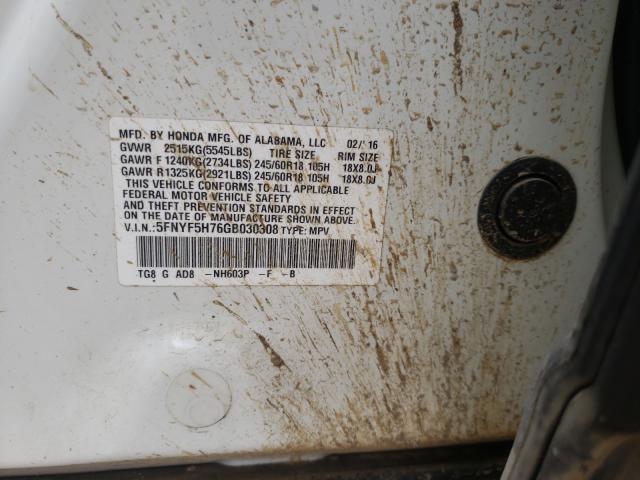 MFD. BY HONDA MFG. OF ALABAMA, LLC 02/'16
GVWR 2515KG(5545LBS) TIRE SIZE RIM SIZE
GAWR F 1240KG(2734LBS) 245/60R18 105H 18X8.0J
GAWR R1325KG(2921LBS) 245/60R18 105H 18X8.0J
THIS VEHICLE CONFORMS TO ALL APPLICABLE
FEDERAL MOTOR VEHICLE SAFETY
AND THEFT PREVENTION STANDARDS IN EFFECT
ON THE DATE OF MANUFACTURE SHOWN ABOVE.
V.I.N.:5FNYF5H76GB030308 TYPE: MPV
TG8 G AD8 -NH603P -F -B